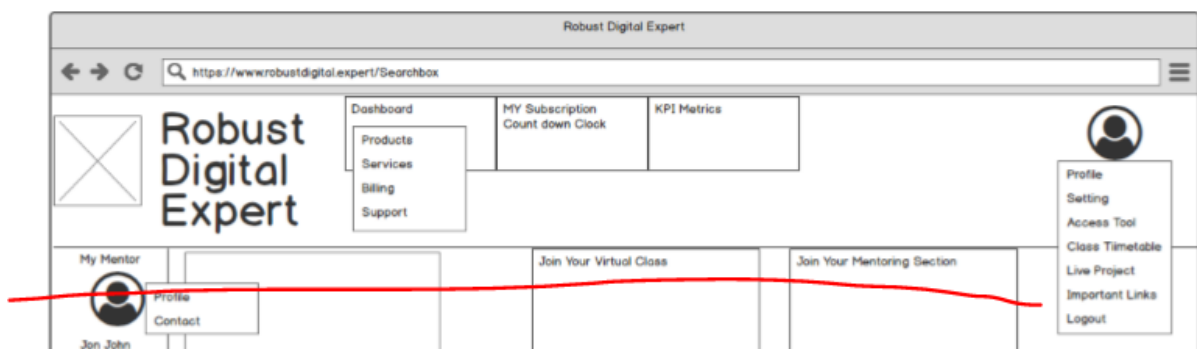 Robust Digital Expert
https://www.robustdigital.expert/Searchbox
Robust
Digital
Expert
Dashboard
Products
Services
Billing
Support
MY Subscription
Count down Clock
KPI Metrics
Profile
Setting
Access Tool
Class Tiimetable
Live Project
Important Links
Logout
My Mentor
Profile
Contact
Jon John
Join Your Virtual Class
Join Your Mentoring Section